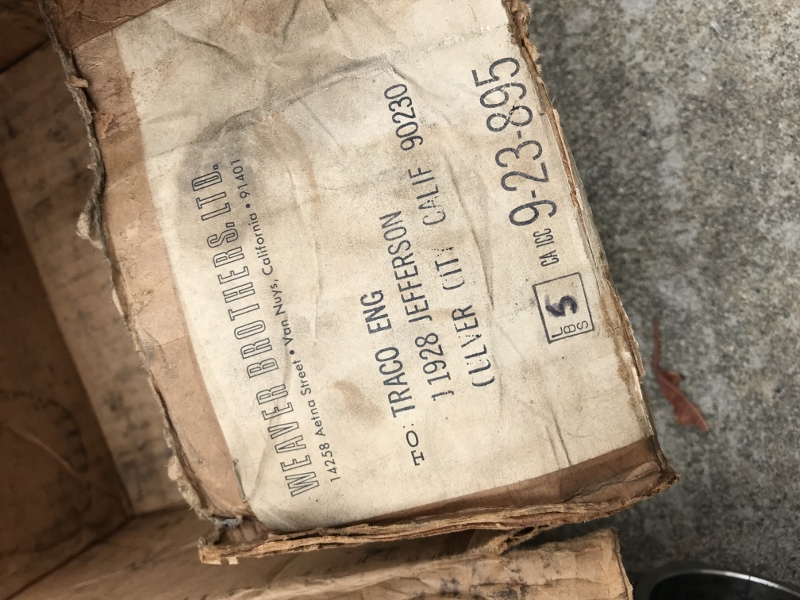 WEAVER BROTHERS, LTD.
14258 Aetna Street • Van Nuys, California • 91401
TO: TRACO ENG
11928 JEFFERSON
CULVER CITY CALIF 90230
LBS 5 CA ICC 9-23-895